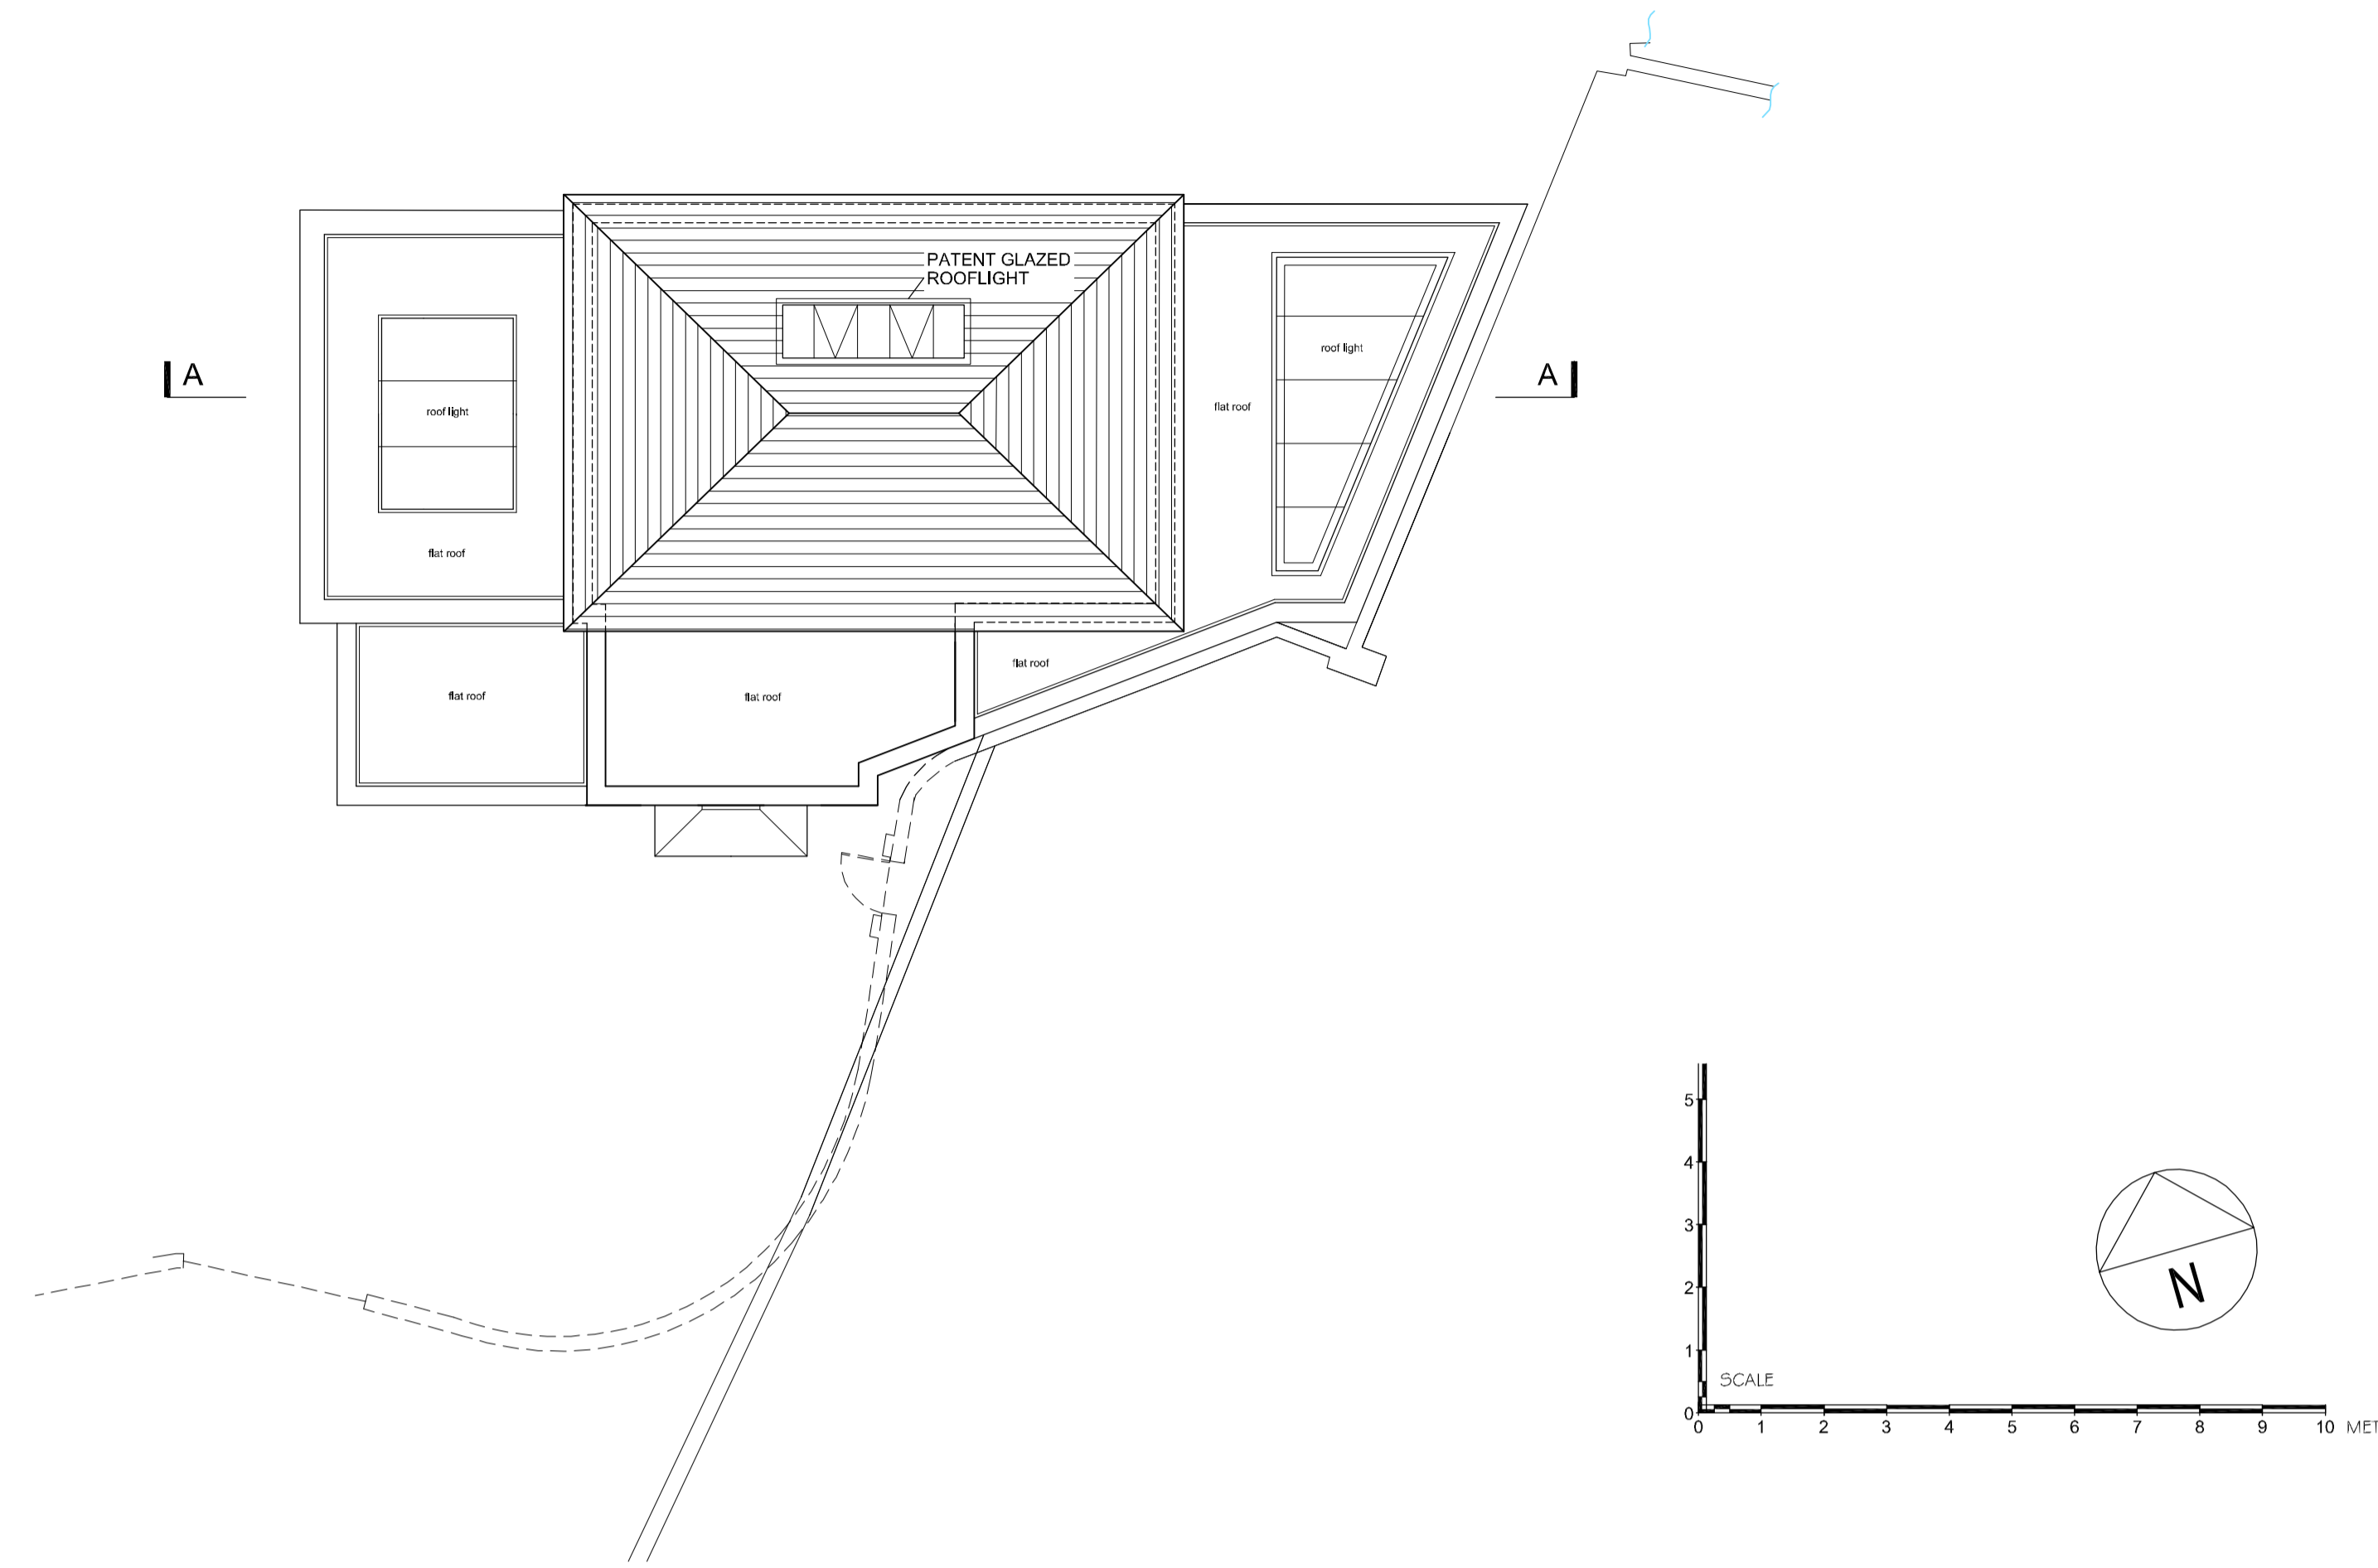 PATENT GLAZED
ROOFLIGHT
roof light
A
A
roof light
flat roof
flat roof
flat roof
flat roof
flat roof
5
4
3
2
1
0
SCALE
N
0 1 2 3 4 5 6 7 8 9 10 MET